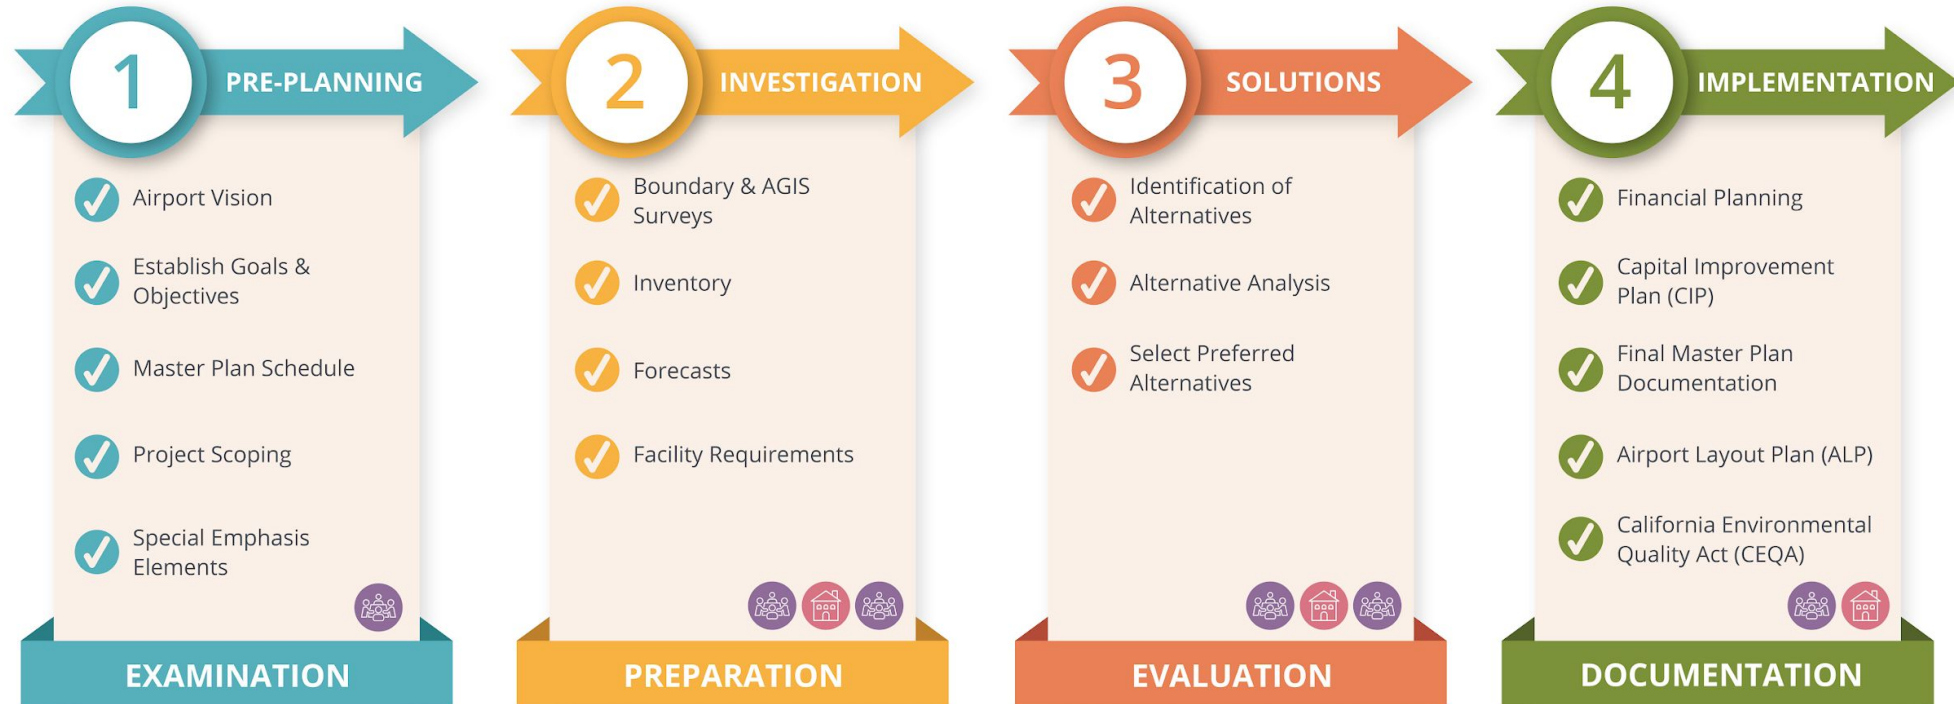 1
PRE-PLANNING
Airport Vision
Establish Goals &
Objectives
Master Plan Schedule
Project Scoping
Special Emphasis
Elements
EXAMINATION
2
INVESTIGATION
Boundary & AGIS
Surveys
Inventory
Forecasts
Facility Requirements
PREPARATION
3
SOLUTIONS
Identification of
Alternatives
Alternative Analysis
Select Preferred
Alternatives
EVALUATION
4
IMPLEMENTATION
Financial Planning
Capital Improvement
Plan (CIP)
Final Master Plan
Documentation
Airport Layout Plan (ALP)
California Environmental
Quality Act (CEQA)
DOCUMENTATION